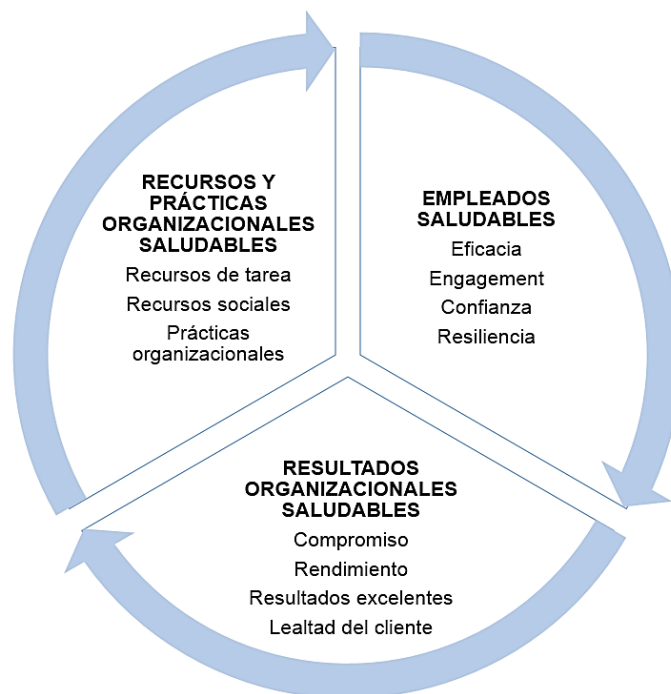 RECURSOS Y
PRÁCTICAS
ORGANIZACIONALES
SALUDABLES
Recursos de tarea
Recursos sociales
Prácticas
organizacionales
EMPLEADOS
SALUDABLES
Eficacia
Engagement
Confianza
Resiliencia
RESULTADOS
ORGANIZACIONALES
SALUDABLES
Compromiso
Rendimiento
Resultados excelentes
Lealtad del cliente